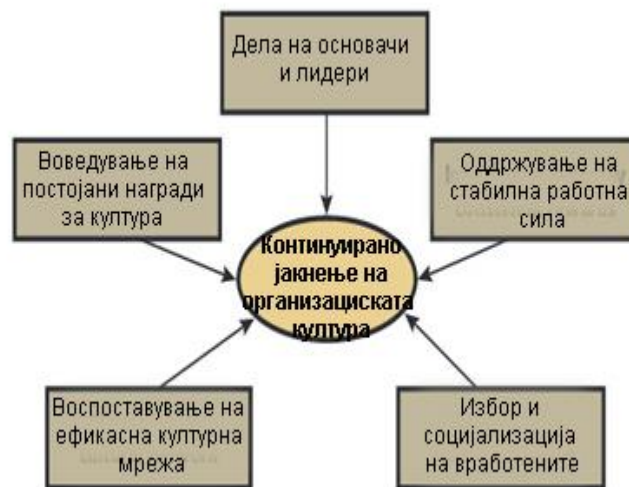 Дела на основачи
и лидери
Воведување на
постојани награди
за култура
Оддржување на
стабилна работна
сила
Континуирано
јакнење на
организациската
култура
Воспоставување на
ефикасна културна
мрежа
Избор и
социјализација
на вработените